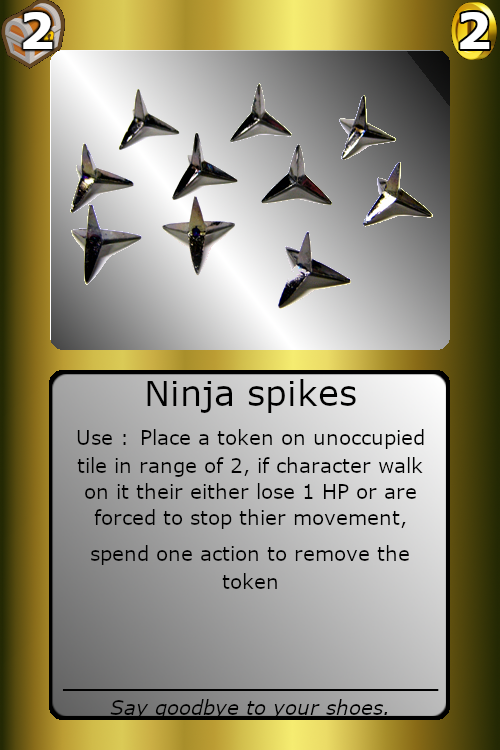 2 2
Ninja spikes
Use : Place a token on unoccupied
tile in range of 2, if character walk
on it their either lose 1 HP or are
forced to stop thier movement,
spend one action to remove the
token
Say goodbye to your shoes.